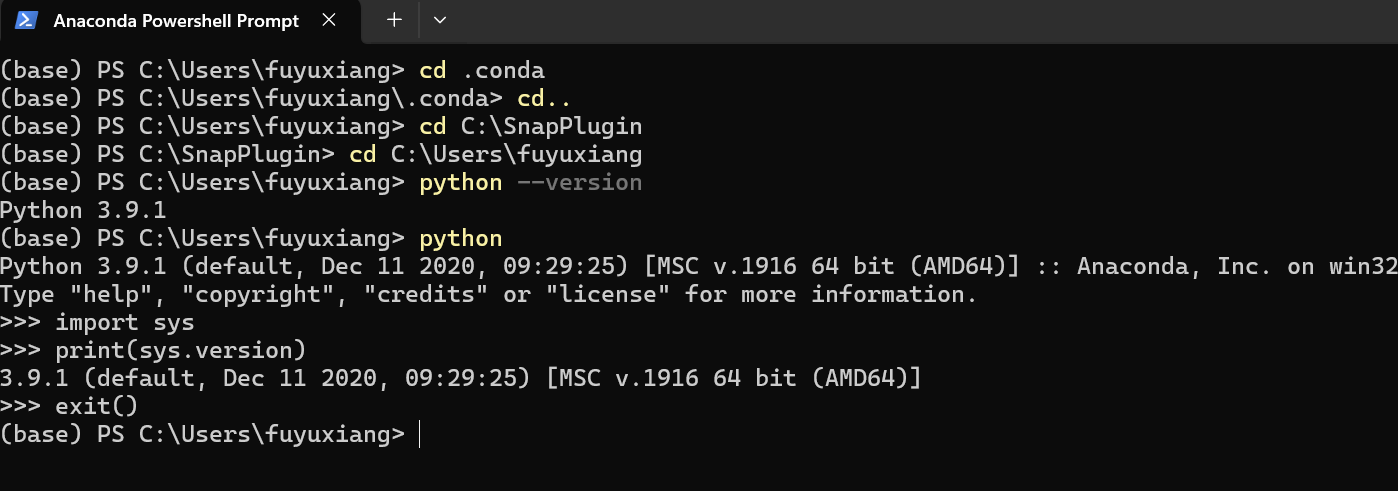 Anaconda Powershell Prompt
(base) PS C:\Users\fuyuxiang> cd .conda
(base) PS C:\Users\fuyuxiang\.conda> cd..
(base) PS C:\Users\fuyuxiang> cd C:\SnapPlugin
(base) PS C:\SnapPlugin> cd C:\Users\fuyuxiang
(base) PS C:\Users\fuyuxiang> python --version
Python 3.9.1
(base) PS C:\Users\fuyuxiang> python
Python 3.9.1 (default, Dec 11 2020, 09:29:25) [MSC v.1916 64 bit (AMD64)] :: Anaconda, Inc. on win32
Type "help", "copyright", "credits" or "license" for more information.
>>> import sys
>>> print(sys.version)
3.9.1 (default, Dec 11 2020, 09:29:25) [MSC v.1916 64 bit (AMD64)]
>>> exit()
(base) PS C:\Users\fuyuxiang>